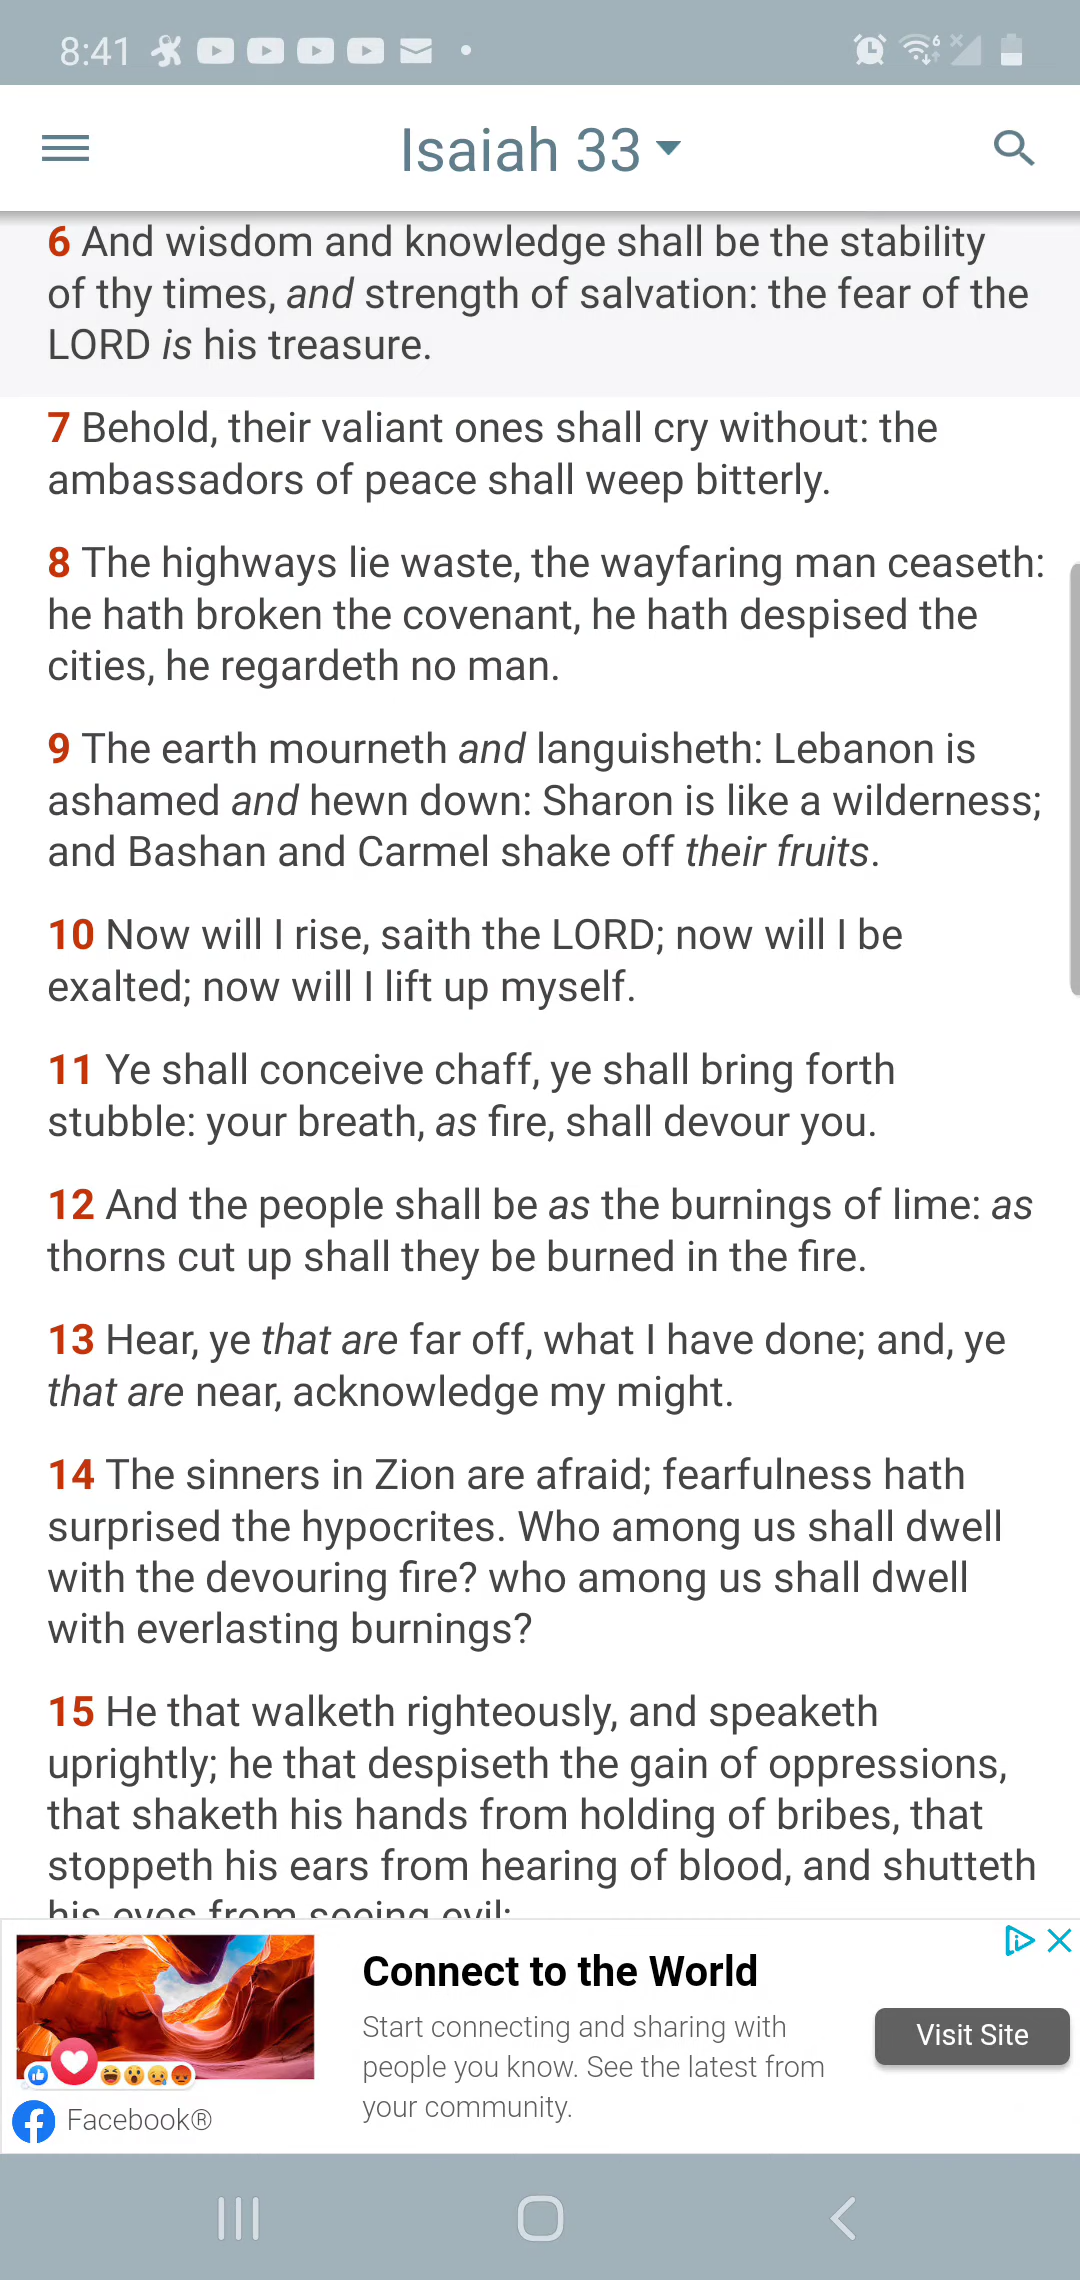 8:41
Isaiah 33
6 And wisdom and knowledge shall be the stability
of thy times, and strength of salvation: the fear of the
LORD is his treasure.
7 Behold, their valiant ones shall cry without: the
ambassadors of peace shall weep bitterly.
8 The highways lie waste, the wayfaring man ceaseth:
he hath broken the covenant, he hath despised the
cities, he regardeth no man.
9 The earth mourneth and languisheth: Lebanon is
ashamed and hewn down: Sharon is like a wilderness;
and Bashan and Carmel shake off their fruits.
10 Now will I rise, saith the LORD; now will I be
exalted; now will I lift up myself.
11 Ye shall conceive chaff, ye shall bring forth
stubble: your breath, as fire, shall devour you.
12 And the people shall be as the burnings of lime: as
thorns cut up shall they be burned in the fire.
13 Hear, ye that are far off, what I have done; and, ye
that are near, acknowledge my might.
14 The sinners in Zion are afraid; fearfulness hath
surprised the hypocrites. Who among us shall dwell
with the devouring fire? who among us shall dwell
with everlasting burnings?
15 He that walketh righteously, and speaketh
uprightly; he that despiseth the gain of oppressions,
that shaketh his hands from holding of bribes, that
stoppeth his ears from hearing of blood, and shutteth
his eyes from seeing evil;
Connect to the World
Start connecting and sharing with
people you know. See the latest from
your community.
Visit Site
Facebook®